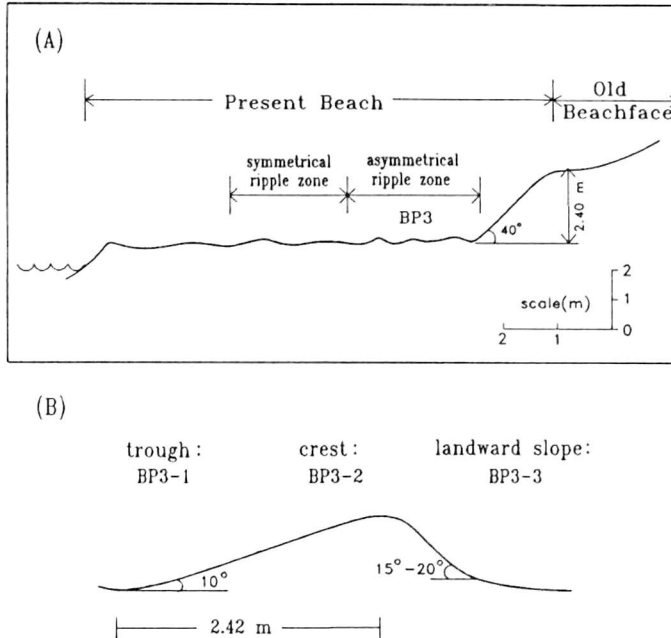 (A)
Present Beach
Old
Beachface
symmetrical
ripple zone
asymmetrical
ripple zone
BP3
40°
2.40 m
scale(m)
2
1
0
2
1
(B)
trough:
BP3-1
crest:
BP3-2
landward slope:
BP3-3
10°
15°-20°
2.42 m